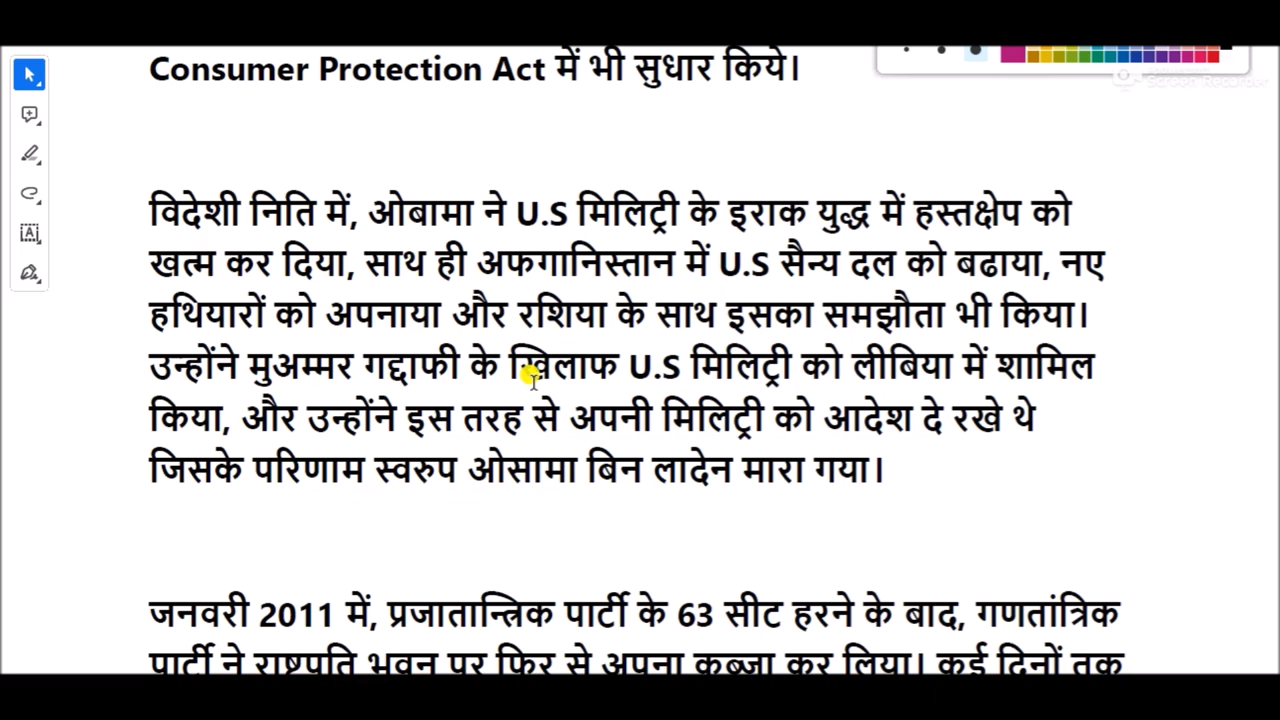 Consumer Protection Act में भी सुधार किये।
Screen Recorder
विदेशी निति में, ओबामा ने U.S मिलिट्री के इराक युद्ध में हस्तक्षेप को
खत्म कर दिया, साथ ही अफगानिस्तान में U.S सैन्य दल को बढाया, नए
हथियारों को अपनाया और रशिया के साथ इसका समझौता भी किया।
उन्होंने मुअम्मर गद्दाफी के खिलाफ U.S मिलिट्री को लीबिया में शामिल
किया, और उन्होंने इस तरह से अपनी मिलिट्री को आदेश दे रखे थे
जिसके परिणाम स्वरुप ओसामा बिन लादेन मारा गया।
जनवरी 2011 में, प्रजातान्त्रिक पार्टी के 63 सीट हरने के बाद, गणतांत्रिक
पार्टी ने राष्ट्रपति भवन पर फिर से अपना कब्जा कर लिया। कई दिनों तक